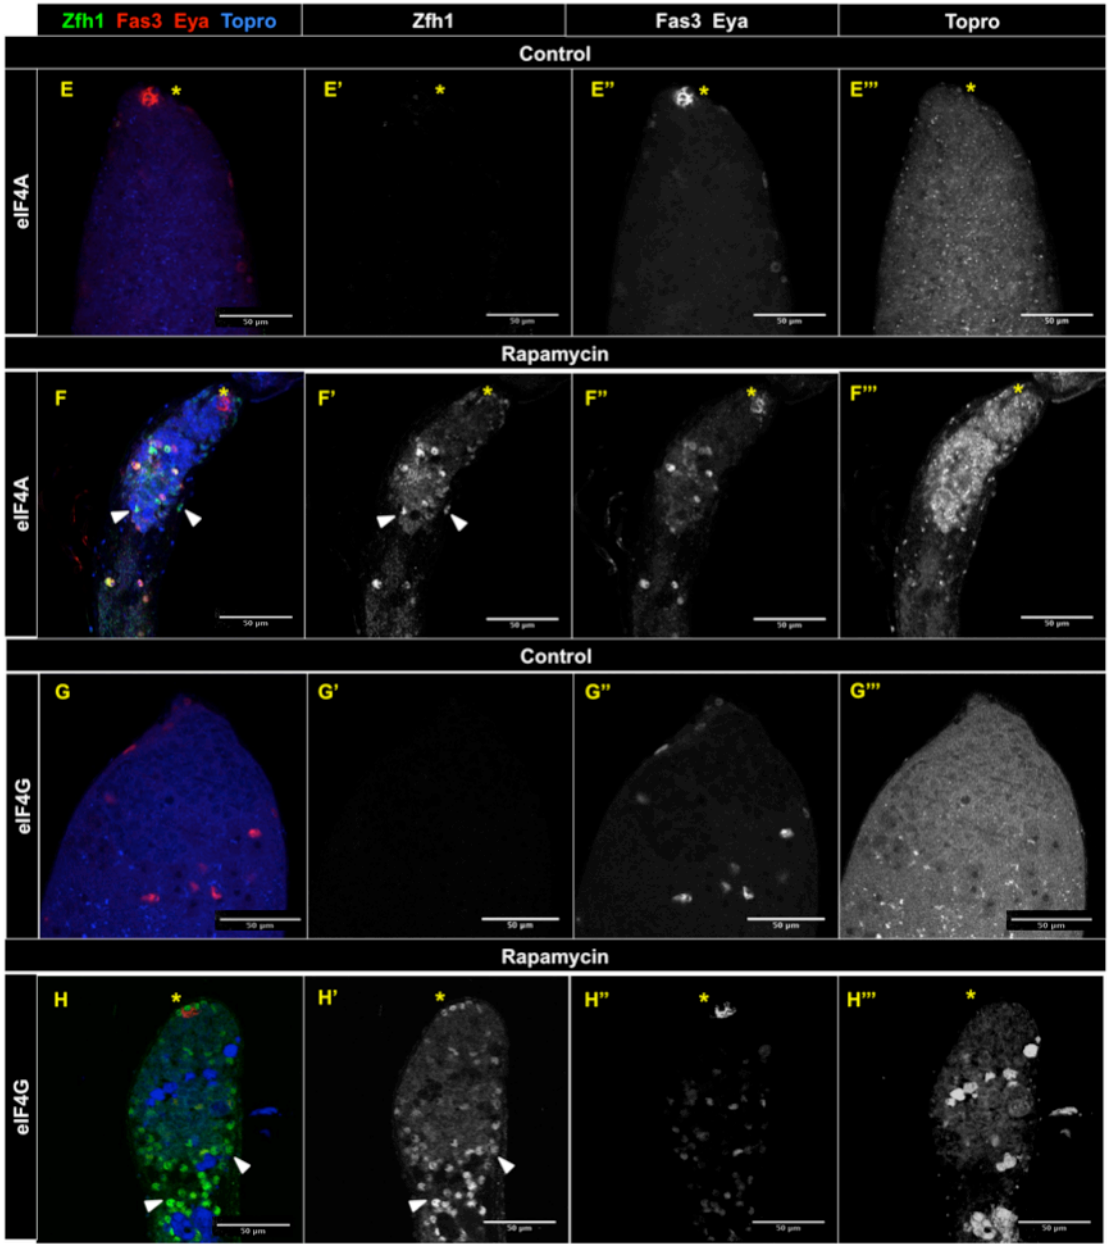 Zfh1 Fas3 Eya Topro Zfh1 Fas3 Eya Topro
Control
eIF4A
E * E’ * E’’ * E’’’ *
50 μm 50 μm 50 μm 50 μm
Rapamycin
eIF4A
F * F’ * F’’ * F’’’ *
50 μm 50 μm 50 μm 50 μm
Control
eIF4G
G G’ G’’ G’’’
50 μm 50 μm 50 μm 50 μm
Rapamycin
eIF4G
H * H’ * H’’ * H’’’ *
50 μm 50 μm 50 μm 50 μm